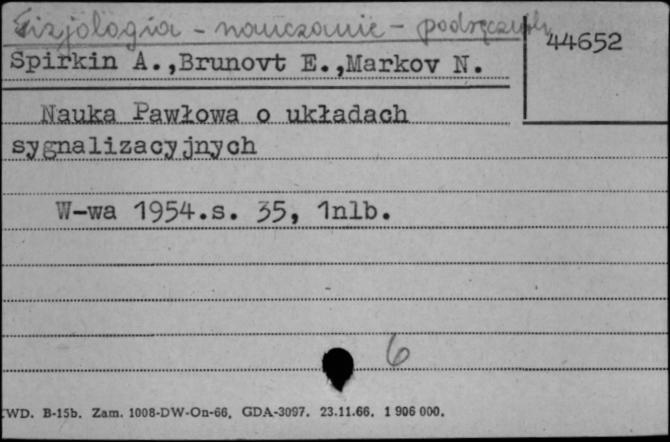 Fizjologia - nauczanie - podręczniki
44652
Spirkin A.,Brunovt E.,Markov N.
Nauka Pawłowa o układach
sygnalizacyjnych
W-wa 1954.s. 35, 1nlb.
6
WD. B-15b. Zam. 1008-DW-On-66. GDA-3097. 23.11.66. 1 906 000.